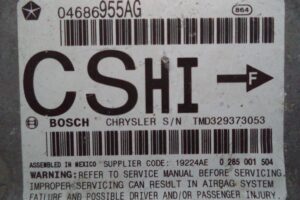 04686955AG
864
CSHI
F
BOSCH CHRYSLER S/N TMD329373053
ASSEMBLED IN MEXICO SUPPLIER CODE: 19224AE 0 285 001 504
WARNING: REFER TO SERVICE MANUAL BEFORE SERVICING.
IMPROPER SERVICING CAN RESULT IN AIRBAG SYSTEM
FAILURE AND POSSIBLE DRIVER AND/OR PASSENGER INJURY